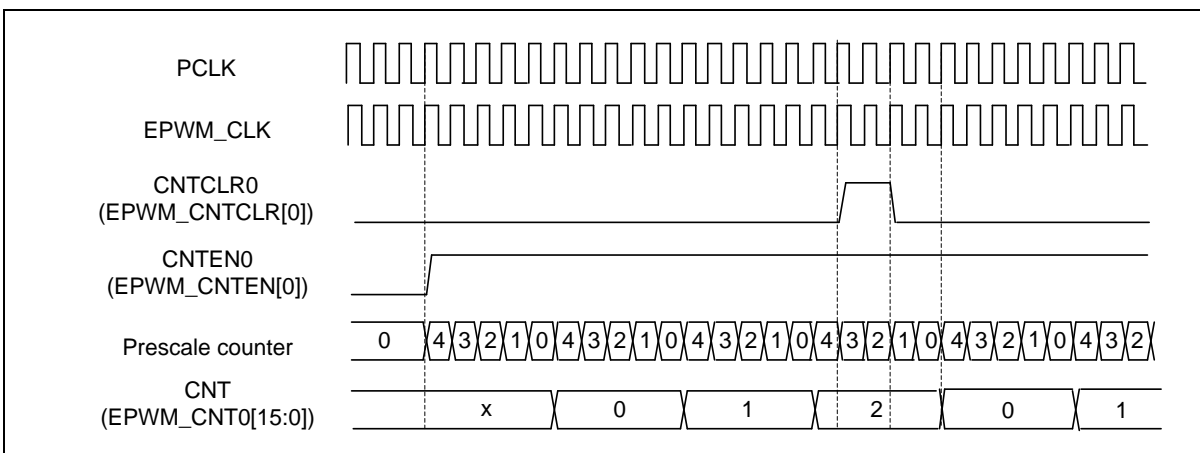 PCLK
EPWM_CLK
CNTCLR0
(EPWM_CNTCLR[0])
CNTEN0
(EPWM_CNTEN[0])
Prescale counter 0 4 3 2 1 0 4 3 2 1 0 4 3 2 1 0 4 3 2 1 0 4 3 2 1 0 4 3 2
CNT
(EPWM_CNT0[15:0]) x 0 1 2 0 1